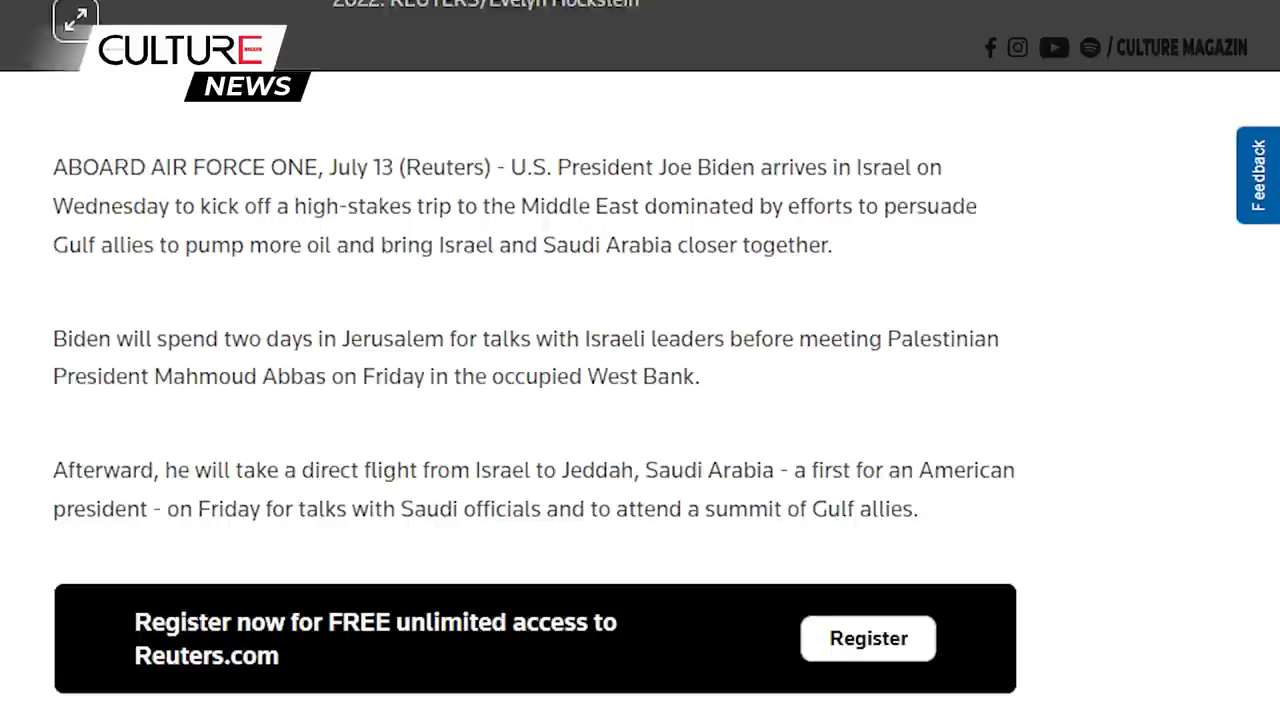 2022. REUTERS/Evelyn Hockstein
CULTURE
NEWS
/ CULTURE MAGAZIN
Feedback
ABOARD AIR FORCE ONE, July 13 (Reuters) - U.S. President Joe Biden arrives in Israel on
Wednesday to kick off a high-stakes trip to the Middle East dominated by efforts to persuade
Gulf allies to pump more oil and bring Israel and Saudi Arabia closer together.
Biden will spend two days in Jerusalem for talks with Israeli leaders before meeting Palestinian
President Mahmoud Abbas on Friday in the occupied West Bank.
Afterward, he will take a direct flight from Israel to Jeddah, Saudi Arabia - a first for an American
president - on Friday for talks with Saudi officials and to attend a summit of Gulf allies.
Register now for FREE unlimited access to
Reuters.com
Register